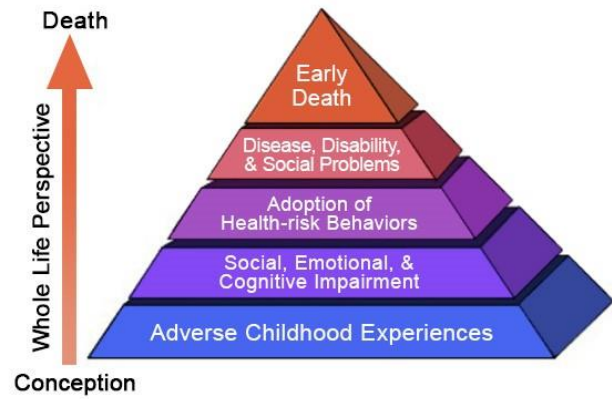 Death
Whole Life Perspective
Conception
Early
Death
Disease, Disability,
& Social Problems
Adoption of
Health-risk Behaviors
Social, Emotional, &
Cognitive Impairment
Adverse Childhood Experiences